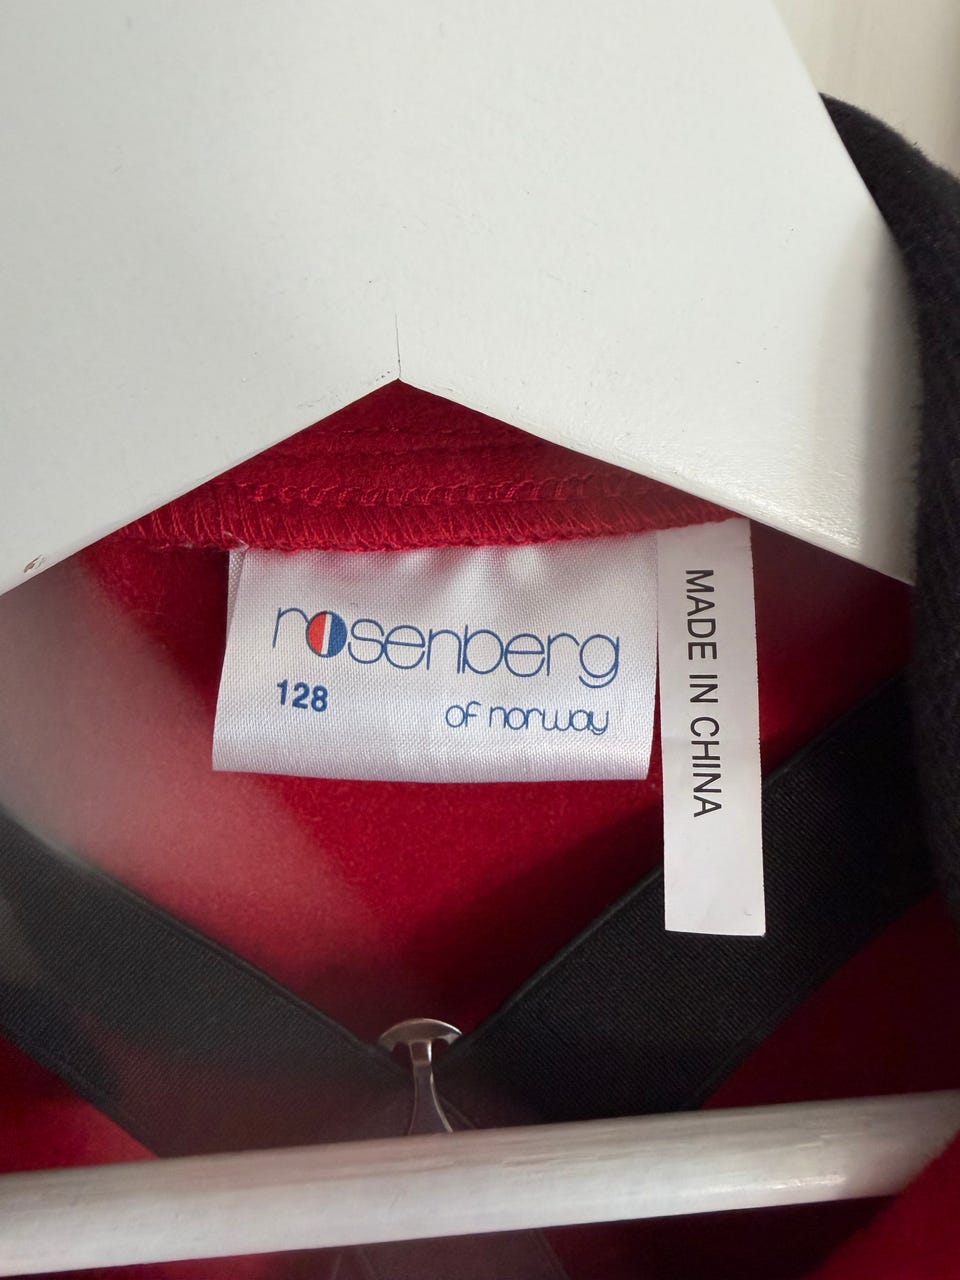 rosenberg
128
of norway
MADE IN CHINA